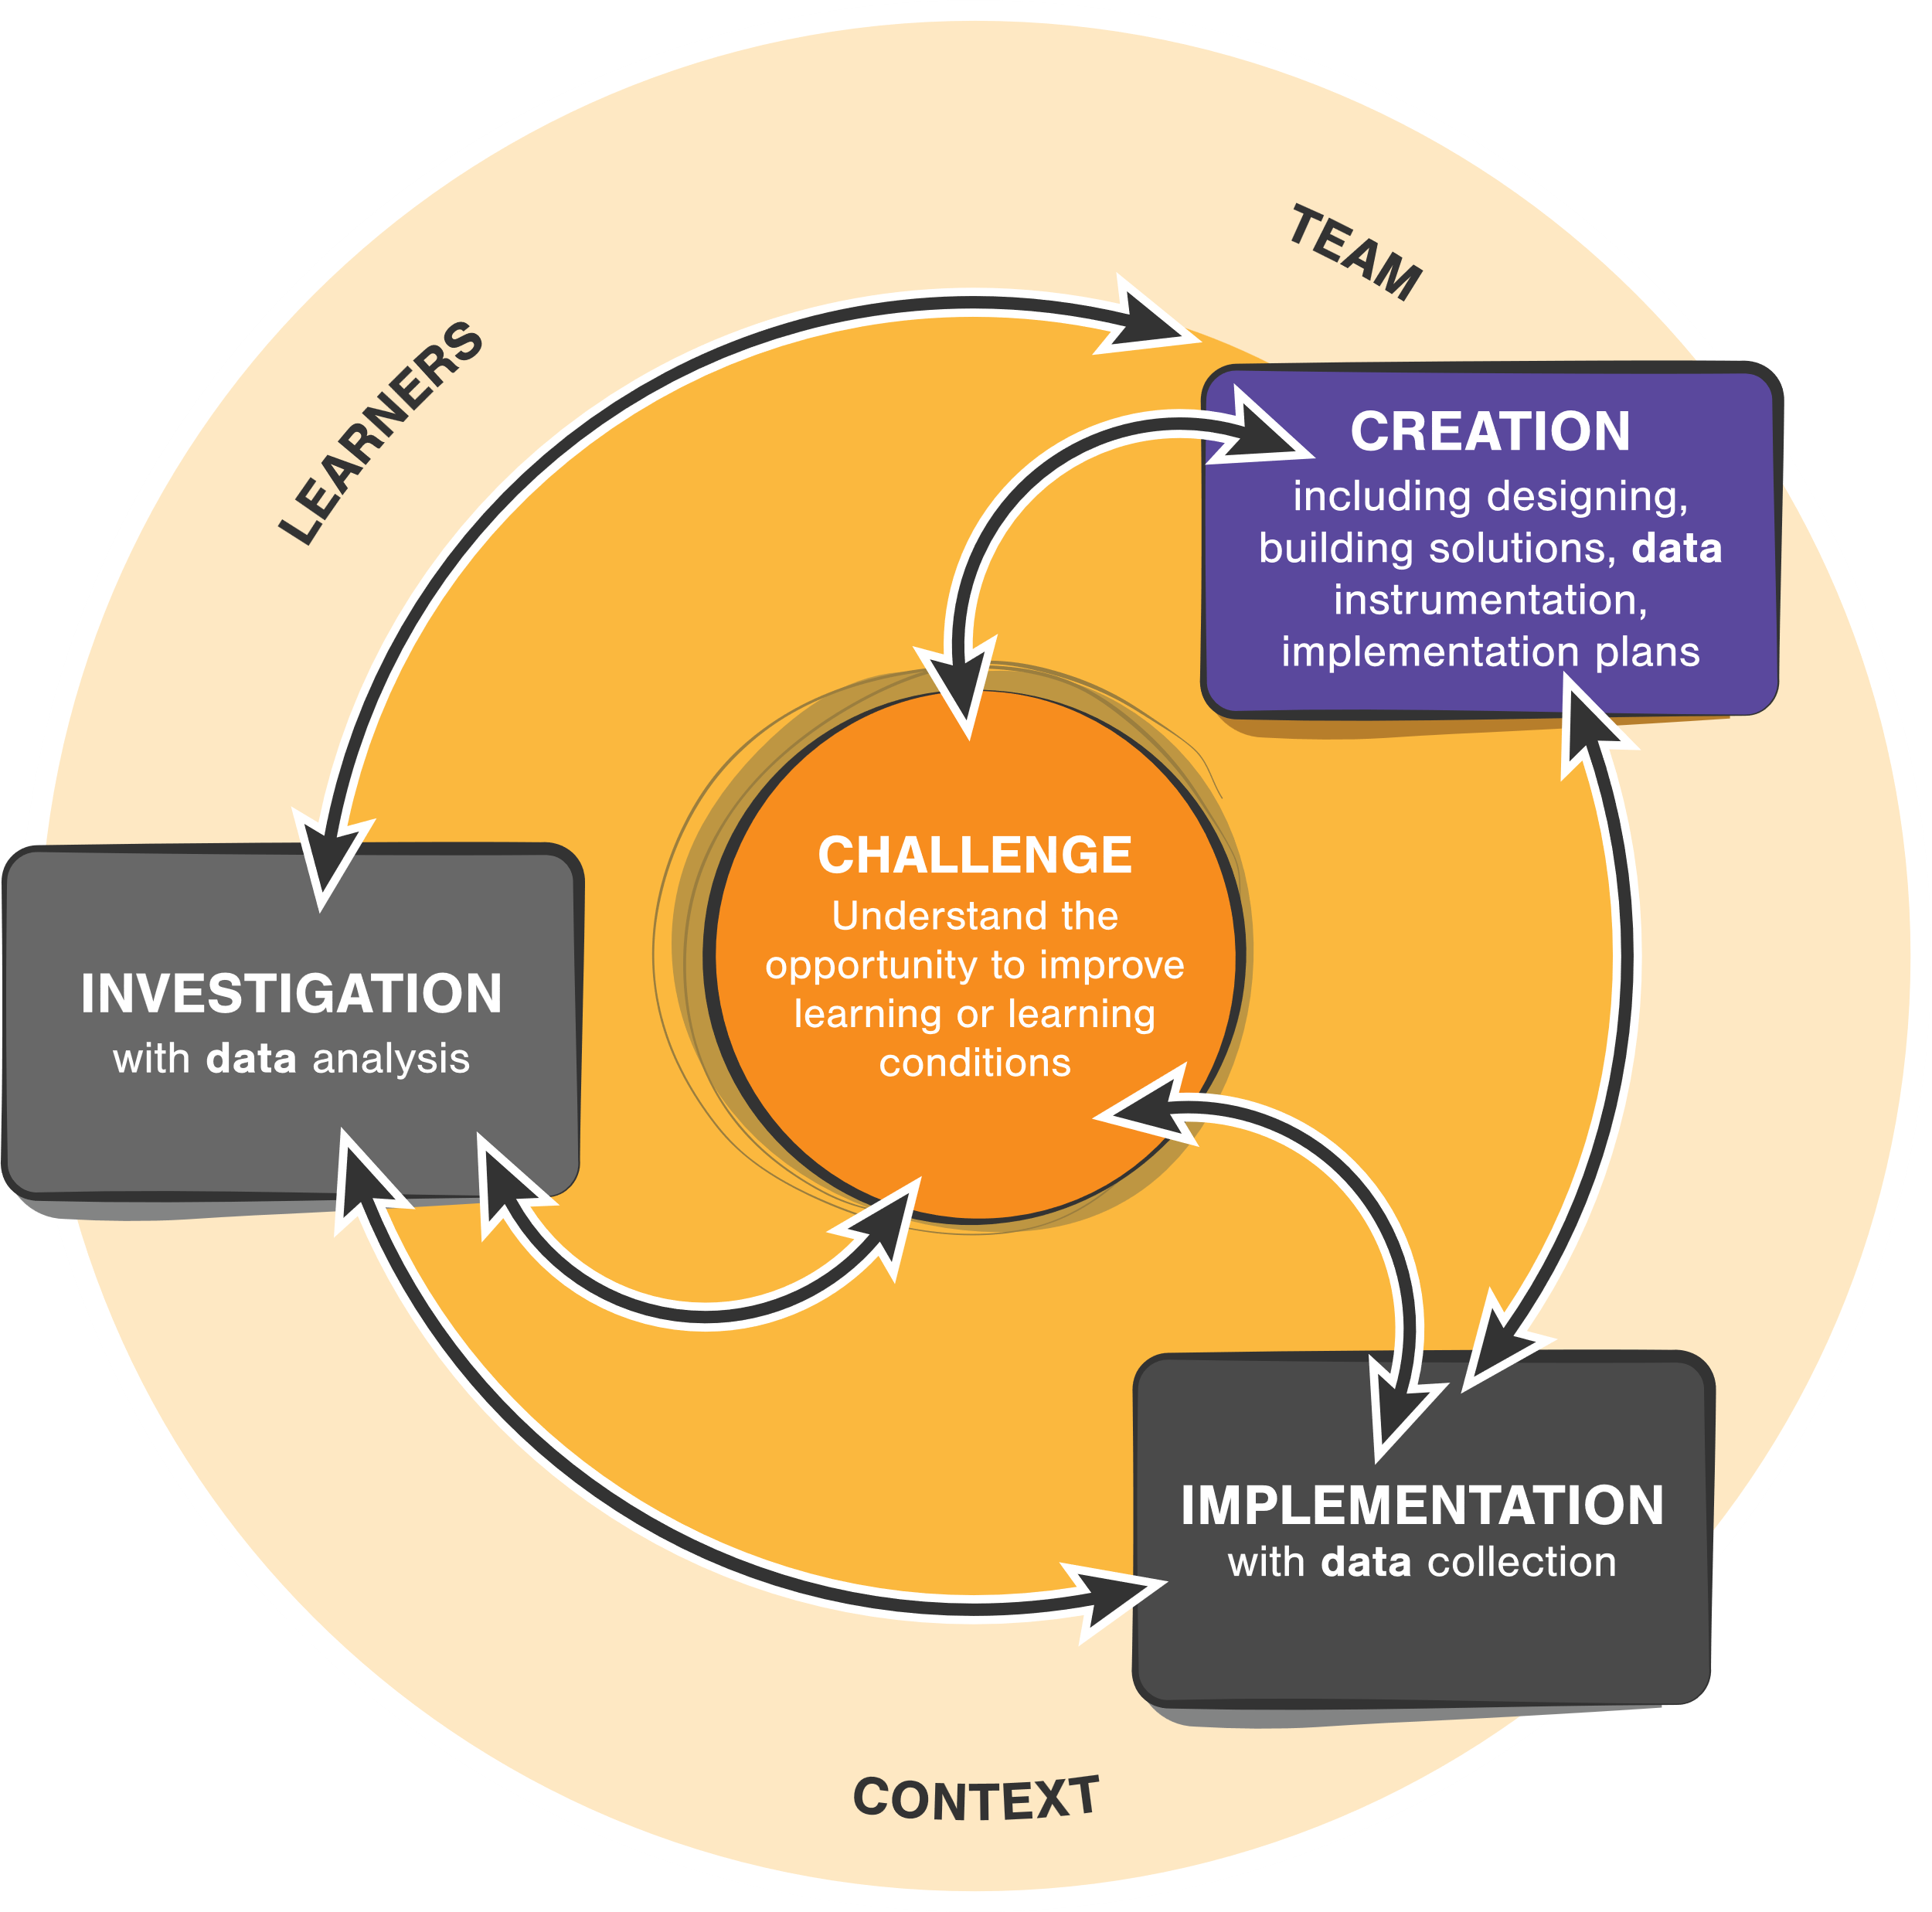 LEARNERS
TEAM
CREATION
including designing,
building solutions, data
instrumentation,
implementation plans
CHALLENGE
Understand the
opportunity to improve
learning or learning
conditions
INVESTIGATION
with data analysis
IMPLEMENTATION
with data collection
CONTEXT